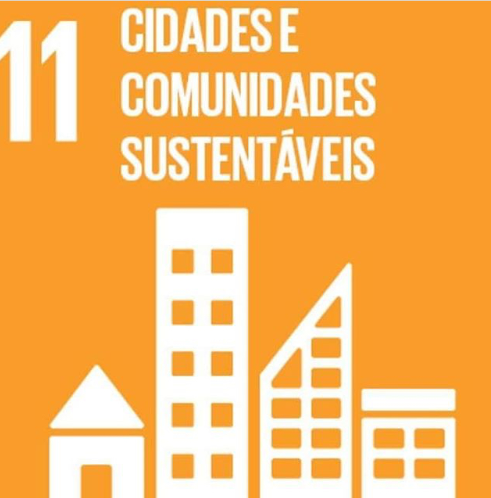 11
CIDADES E
COMUNIDADES
SUSTENTÁVEIS